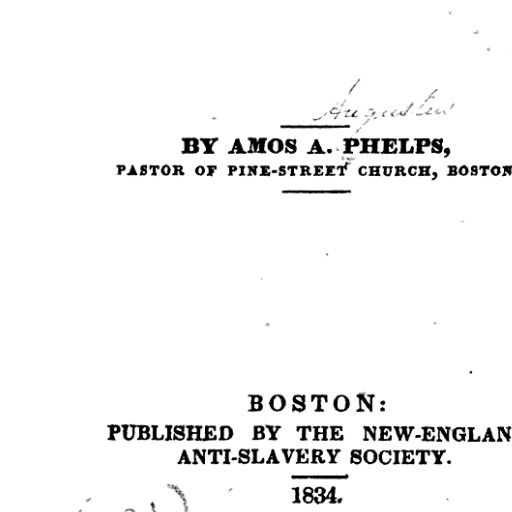 Augustus
BY AMOS A. PHELPS,
PASTOR OF PINE-STREET CHURCH, BOSTON
BOSTON:
PUBLISHED BY THE NEW-ENGLAN
ANTI-SLAVERY SOCIETY.
1834.